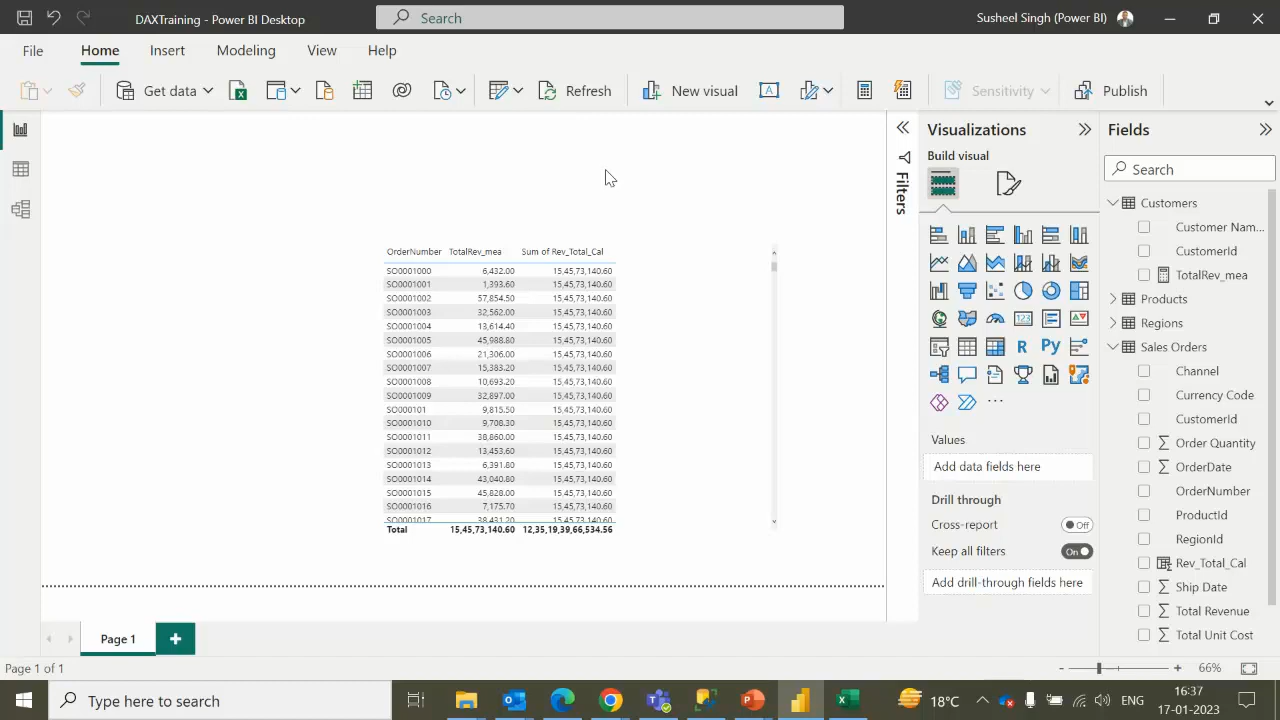 DAXTraining - Power BI Desktop
Search
Susheel Singh (Power BI)
File
Home
Insert
Modeling
View
Help
Get data
Refresh
New visual
Sensitivity
Publish
Filters
Visualizations
Build visual
Fields
Search
Customers
Customer Nam...
CustomerId
TotalRev_mea
Products
Regions
Sales Orders
Channel
Currency Code
CustomerId
Order Quantity
OrderDate
OrderNumber
ProductId
RegionId
Rev_Total_Cal
Ship Date
Total Revenue
Total Unit Cost
R
Py
123
Values
Add data fields here
Drill through
Cross-report
Off
Keep all filters
On
Add drill-through fields here
OrderNumber TotalRev_mea Sum of Rev_Total_Cal
SO0001000 6,432.00 15,45,73,140.60
SO0001001 1,393.60 15,45,73,140.60
SO0001002 57,854.50 15,45,73,140.60
SO0001003 32,562.00 15,45,73,140.60
SO0001004 13,614.40 15,45,73,140.60
SO0001005 45,988.80 15,45,73,140.60
SO0001006 21,306.00 15,45,73,140.60
SO0001007 15,383.20 15,45,73,140.60
SO0001008 10,693.20 15,45,73,140.60
SO0001009 32,897.00 15,45,73,140.60
SO000101 9,815.50 15,45,73,140.60
SO0001010 9,708.30 15,45,73,140.60
SO0001011 38,860.00 15,45,73,140.60
SO0001012 13,453.60 15,45,73,140.60
SO0001013 6,391.80 15,45,73,140.60
SO0001014 43,040.80 15,45,73,140.60
SO0001015 45,828.00 15,45,73,140.60
SO0001016 7,175.70 15,45,73,140.60
SO0001017 38,431.20 15,45,73,140.60
Total 15,45,73,140.60 12,35,19,39,66,534.56
Page 1
Page 1 of 1
66%
Type here to search
18°C
ENG
16:37
17-01-2023